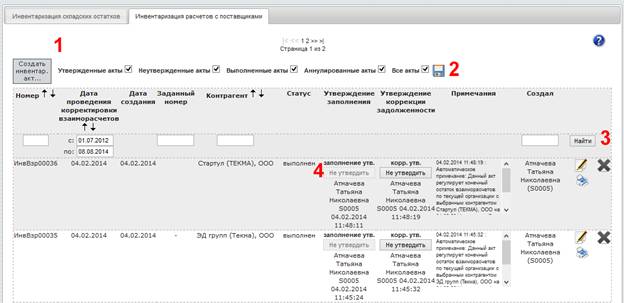 Инвентаризация складских остатков Инвентаризация расчетов с поставщиками
|< << 1 2 >> >|
Страница 1 из 2
?
1
Создать инвентар. акт...
Утвержденные акты Неутвержденные акты Выполненные акты Аннулированные акты Все акты 2
Номер Дата проведения корректировки взаиморасчетов Дата создания Заданный номер Контрагент Статус Утверждение заполнения Утверждение коррекции задолженности Примечания Создал
с: 01.07.2012
по: 08.08.2014
Найти 3
ИнвВзр00036 04.02.2014 04.02.2014 - Стартул (ТЕКМА), ООО выполнен
4
заполнение утв.
Не утвердить
Атмачева
Татьяна
Николаевна
S0005
04.02.2014
11:48:11
корр. утв.
Не утвердить
Атмачева
Татьяна
Николаевна
S0005 04.02.2014
11:48:19
04.02.2014 11:48:19 :
Автоматическое
примечание: Данный акт
регулирует конечный
остаток взаиморасчетов
по текущей организации с
выбранным контрагентом
Стартул (ТЕКМА), ООО на
Атмачева
Татьяна
Николаевна
(S0005)
ИнвВзр00035 04.02.2014 04.02.2014 - ЭД групп (Текма), ООО выполнен
заполнение утв.
Не утвердить
Атмачева
Татьяна
Николаевна
S0005
04.02.2014
11:45:24
корр. утв.
Не утвердить
Атмачева
Татьяна
Николаевна
S0005 04.02.2014
11:45:32
04.02.2014 11:45:32 :
Автоматическое
примечание: Данный акт
регулирует конечный
остаток взаиморасчетов
по текущей организации с
выбранным контрагентом
ЭД групп (Текма), ООО на
Атмачева
Татьяна
Николаевна
(S0005)